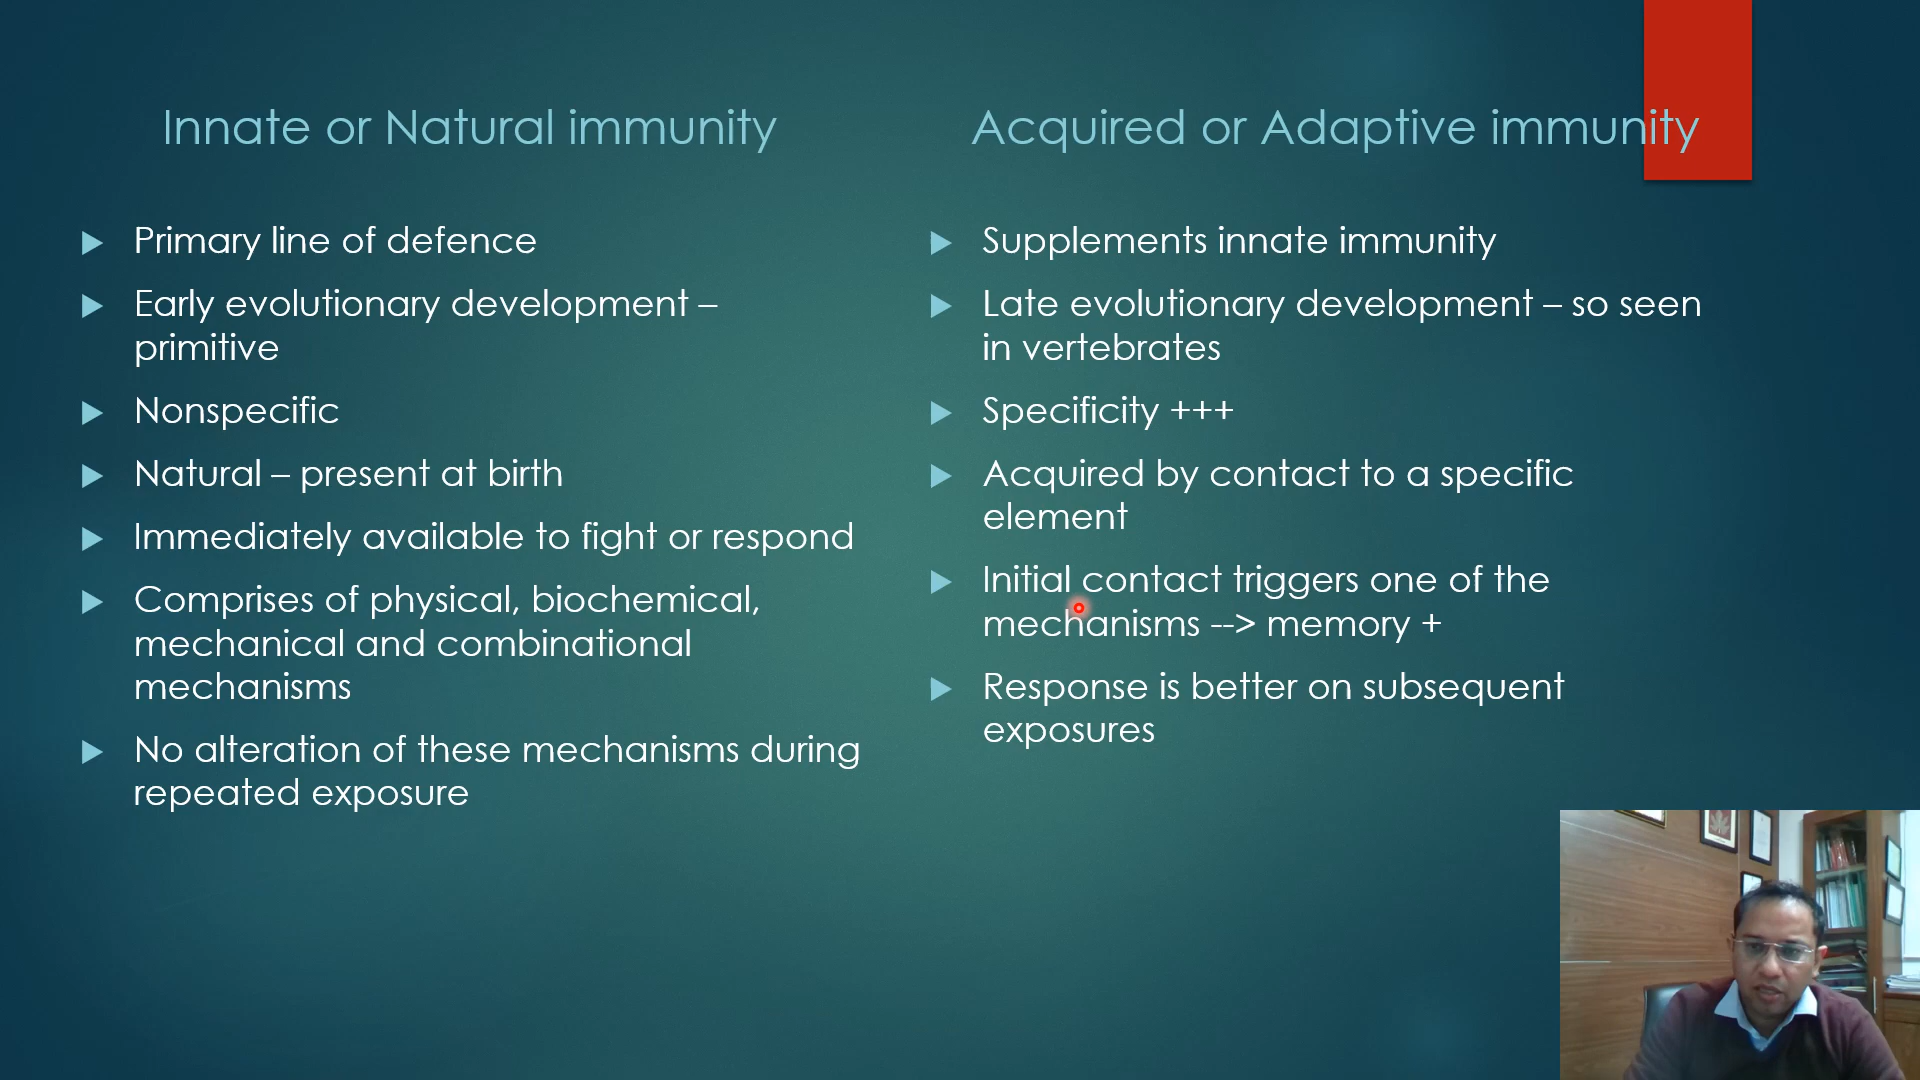 Innate or Natural immunity
Primary line of defence
Early evolutionary development –
primitive
Nonspecific
Natural – present at birth
Immediately available to fight or respond
Comprises of physical, biochemical,
mechanical and combinational
mechanisms
No alteration of these mechanisms during
repeated exposure
Acquired or Adaptive immunity
Supplements innate immunity
Late evolutionary development – so seen
in vertebrates
Specificity +++
Acquired by contact to a specific
element
Initial contact triggers one of the
mechanisms --> memory +
Response is better on subsequent
exposures